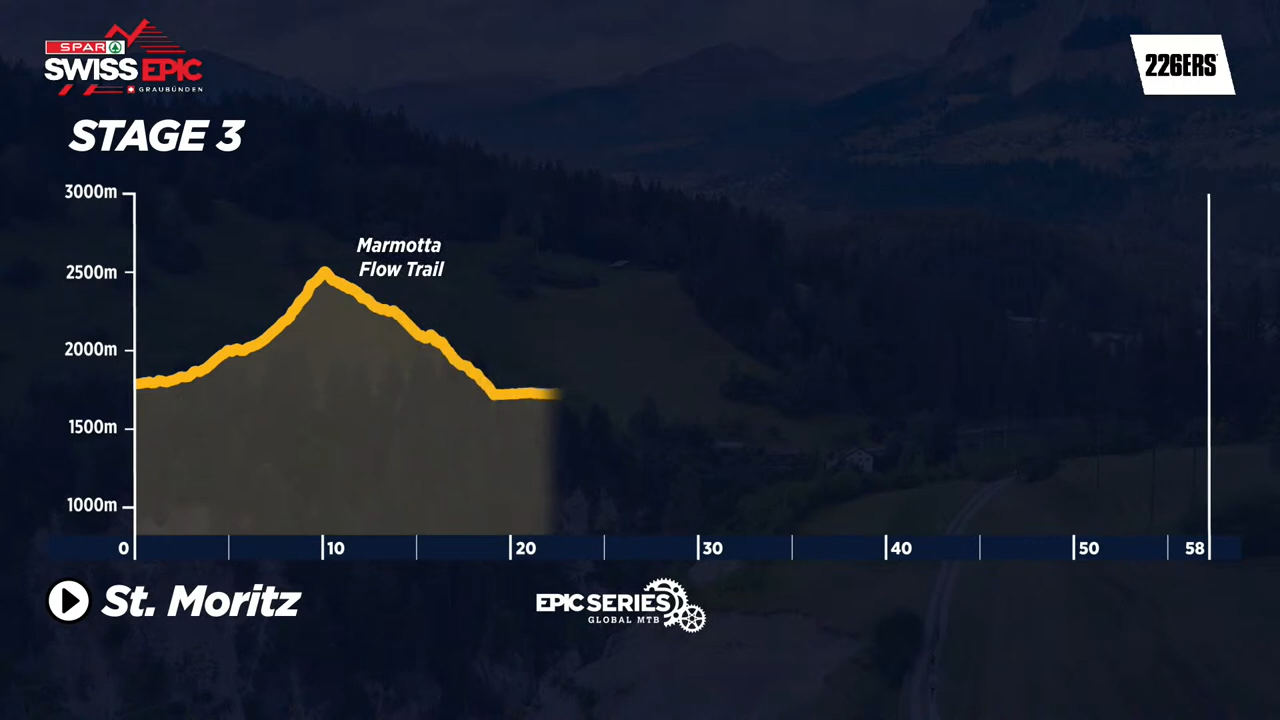 SPAR
SWISS EPIC
GRAUBÜNDEN
226ERS
STAGE 3
3000m
2500m
2000m
1500m
1000m
Marmotta
Flow Trail
0 10 20 30 40 50 58
St. Moritz
EPIC SERIES
GLOBAL MTB